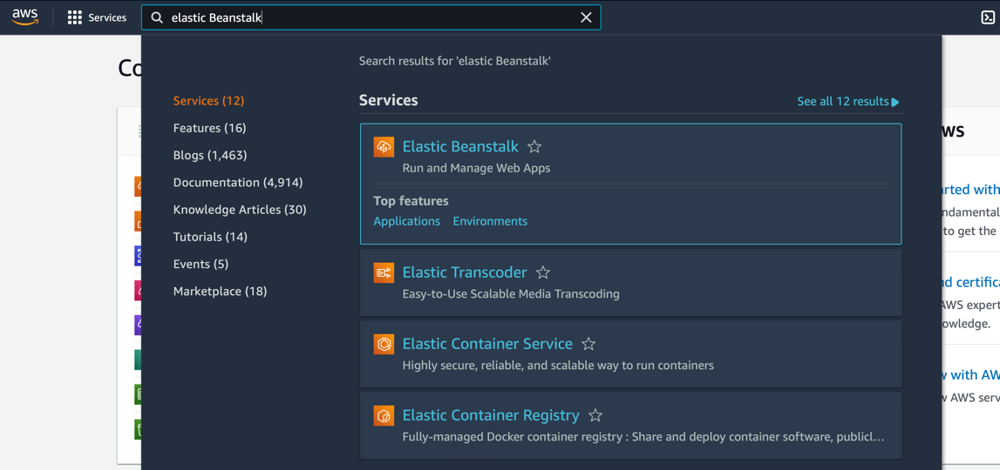 aws
Services
elastic Beanstalk
Search results for 'elastic Beanstalk'
Services (12)
Features (16)
Blogs (1,463)
Documentation (4,914)
Knowledge Articles (30)
Tutorials (14)
Events (5)
Marketplace (18)
Services
See all 12 results
Elastic Beanstalk
Run and Manage Web Apps
Top features
Applications Environments
Elastic Transcoder
Easy-to-Use Scalable Media Transcoding
Elastic Container Service
Highly secure, reliable, and scalable way to run containers
Elastic Container Registry
Fully-managed Docker container registry : Share and deploy container software, publicl...
Co
ws
rted with
ndamental
to get the
nd certifica
AWS expert
owledge.
w with AW
w AWS serv